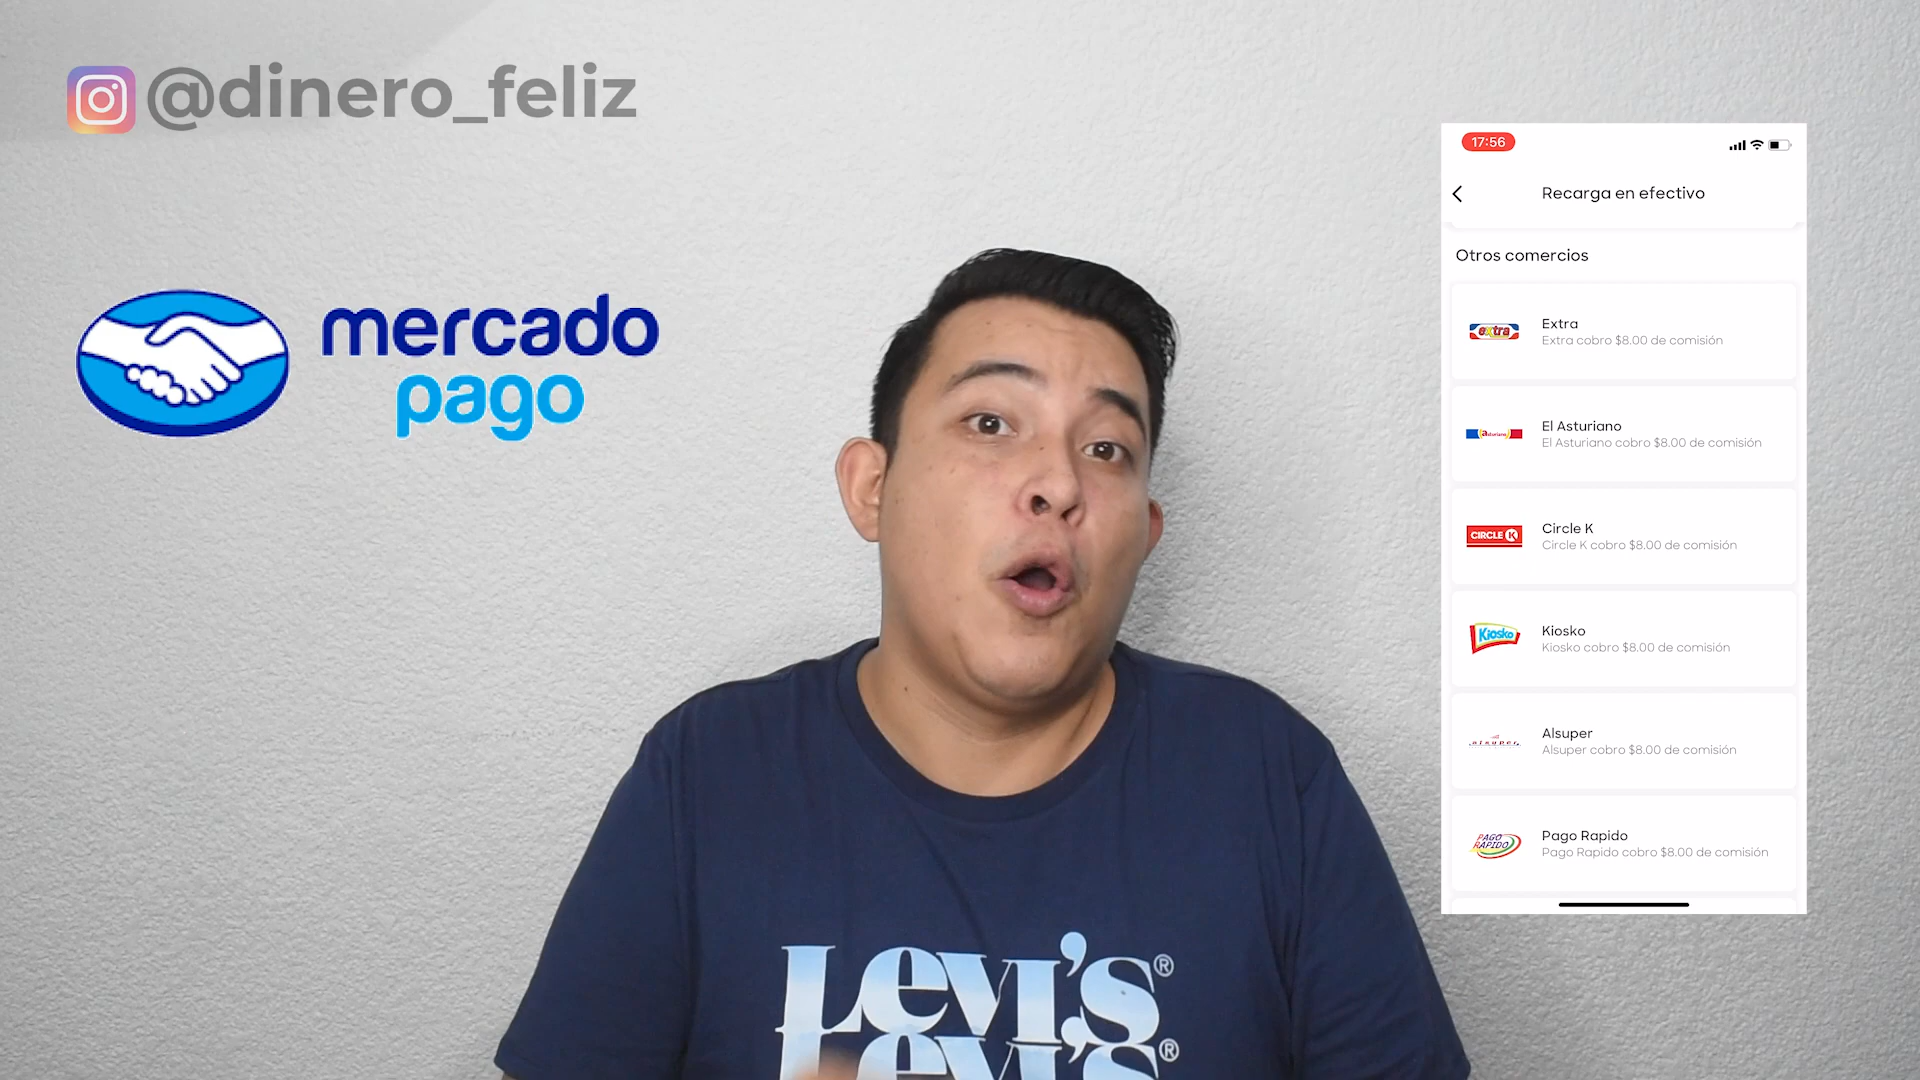 @dinero_feliz
mercado
pago
17:56
Recarga en efectivo
Otros comercios
extra
Extra
Extra cobro $8.00 de comisión
asturiano
El Asturiano
El Asturiano cobro $8.00 de comisión
CIRCLE K
Circle K
Circle K cobro $8.00 de comisión
Kiosko
Kiosko
Kiosko cobro $8.00 de comisión
alsuper
Alsuper
Alsuper cobro $8.00 de comisión
PAGO
RAPIDO
Pago Rapido
Pago Rapido cobro $8.00 de comisión
Levi's®
Levi's®